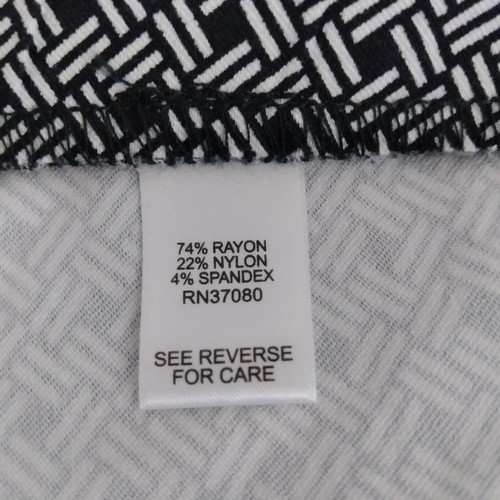 74% RAYON
22% NYLON
4% SPANDEX
RN37080
SEE REVERSE
FOR CARE